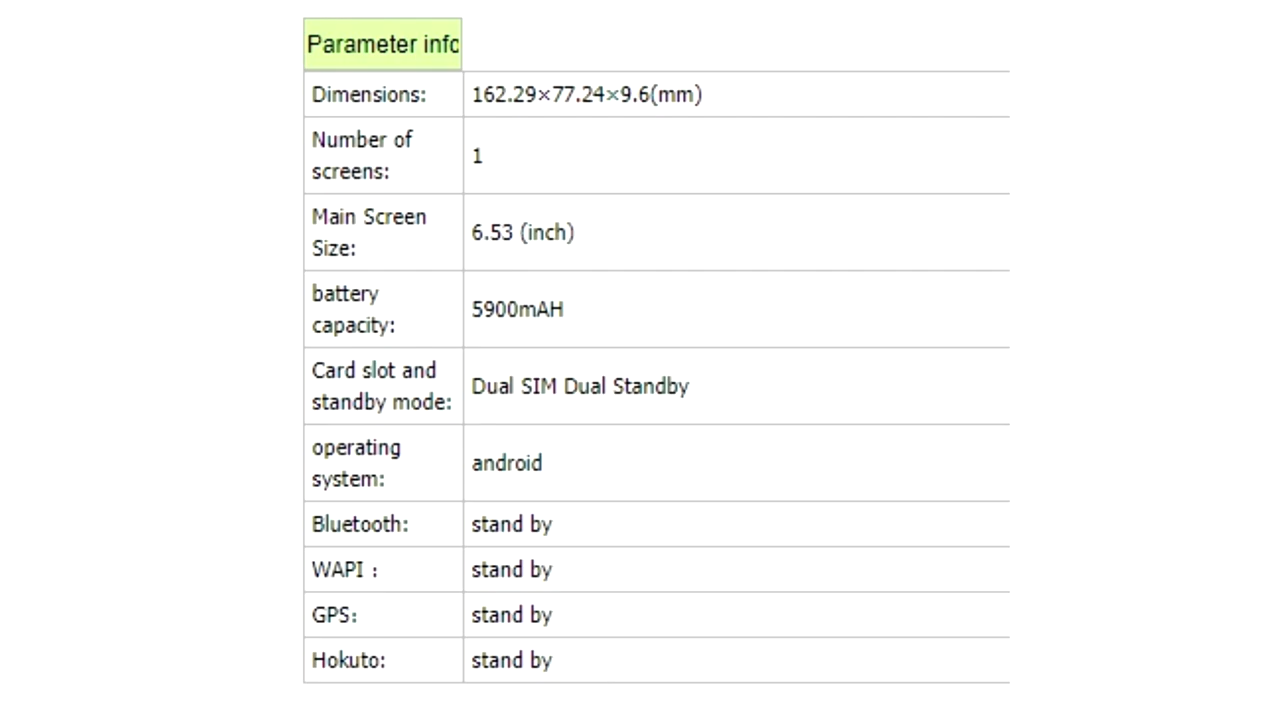 Parameter info
Dimensions: 162.29×77.24×9.6(mm)
Number of
screens: 1
Main Screen
Size: 6.53 (inch)
battery
capacity: 5900mAH
Card slot and
standby mode: Dual SIM Dual Standby
operating
system: android
Bluetooth: stand by
WAPI : stand by
GPS: stand by
Hokuto: stand by